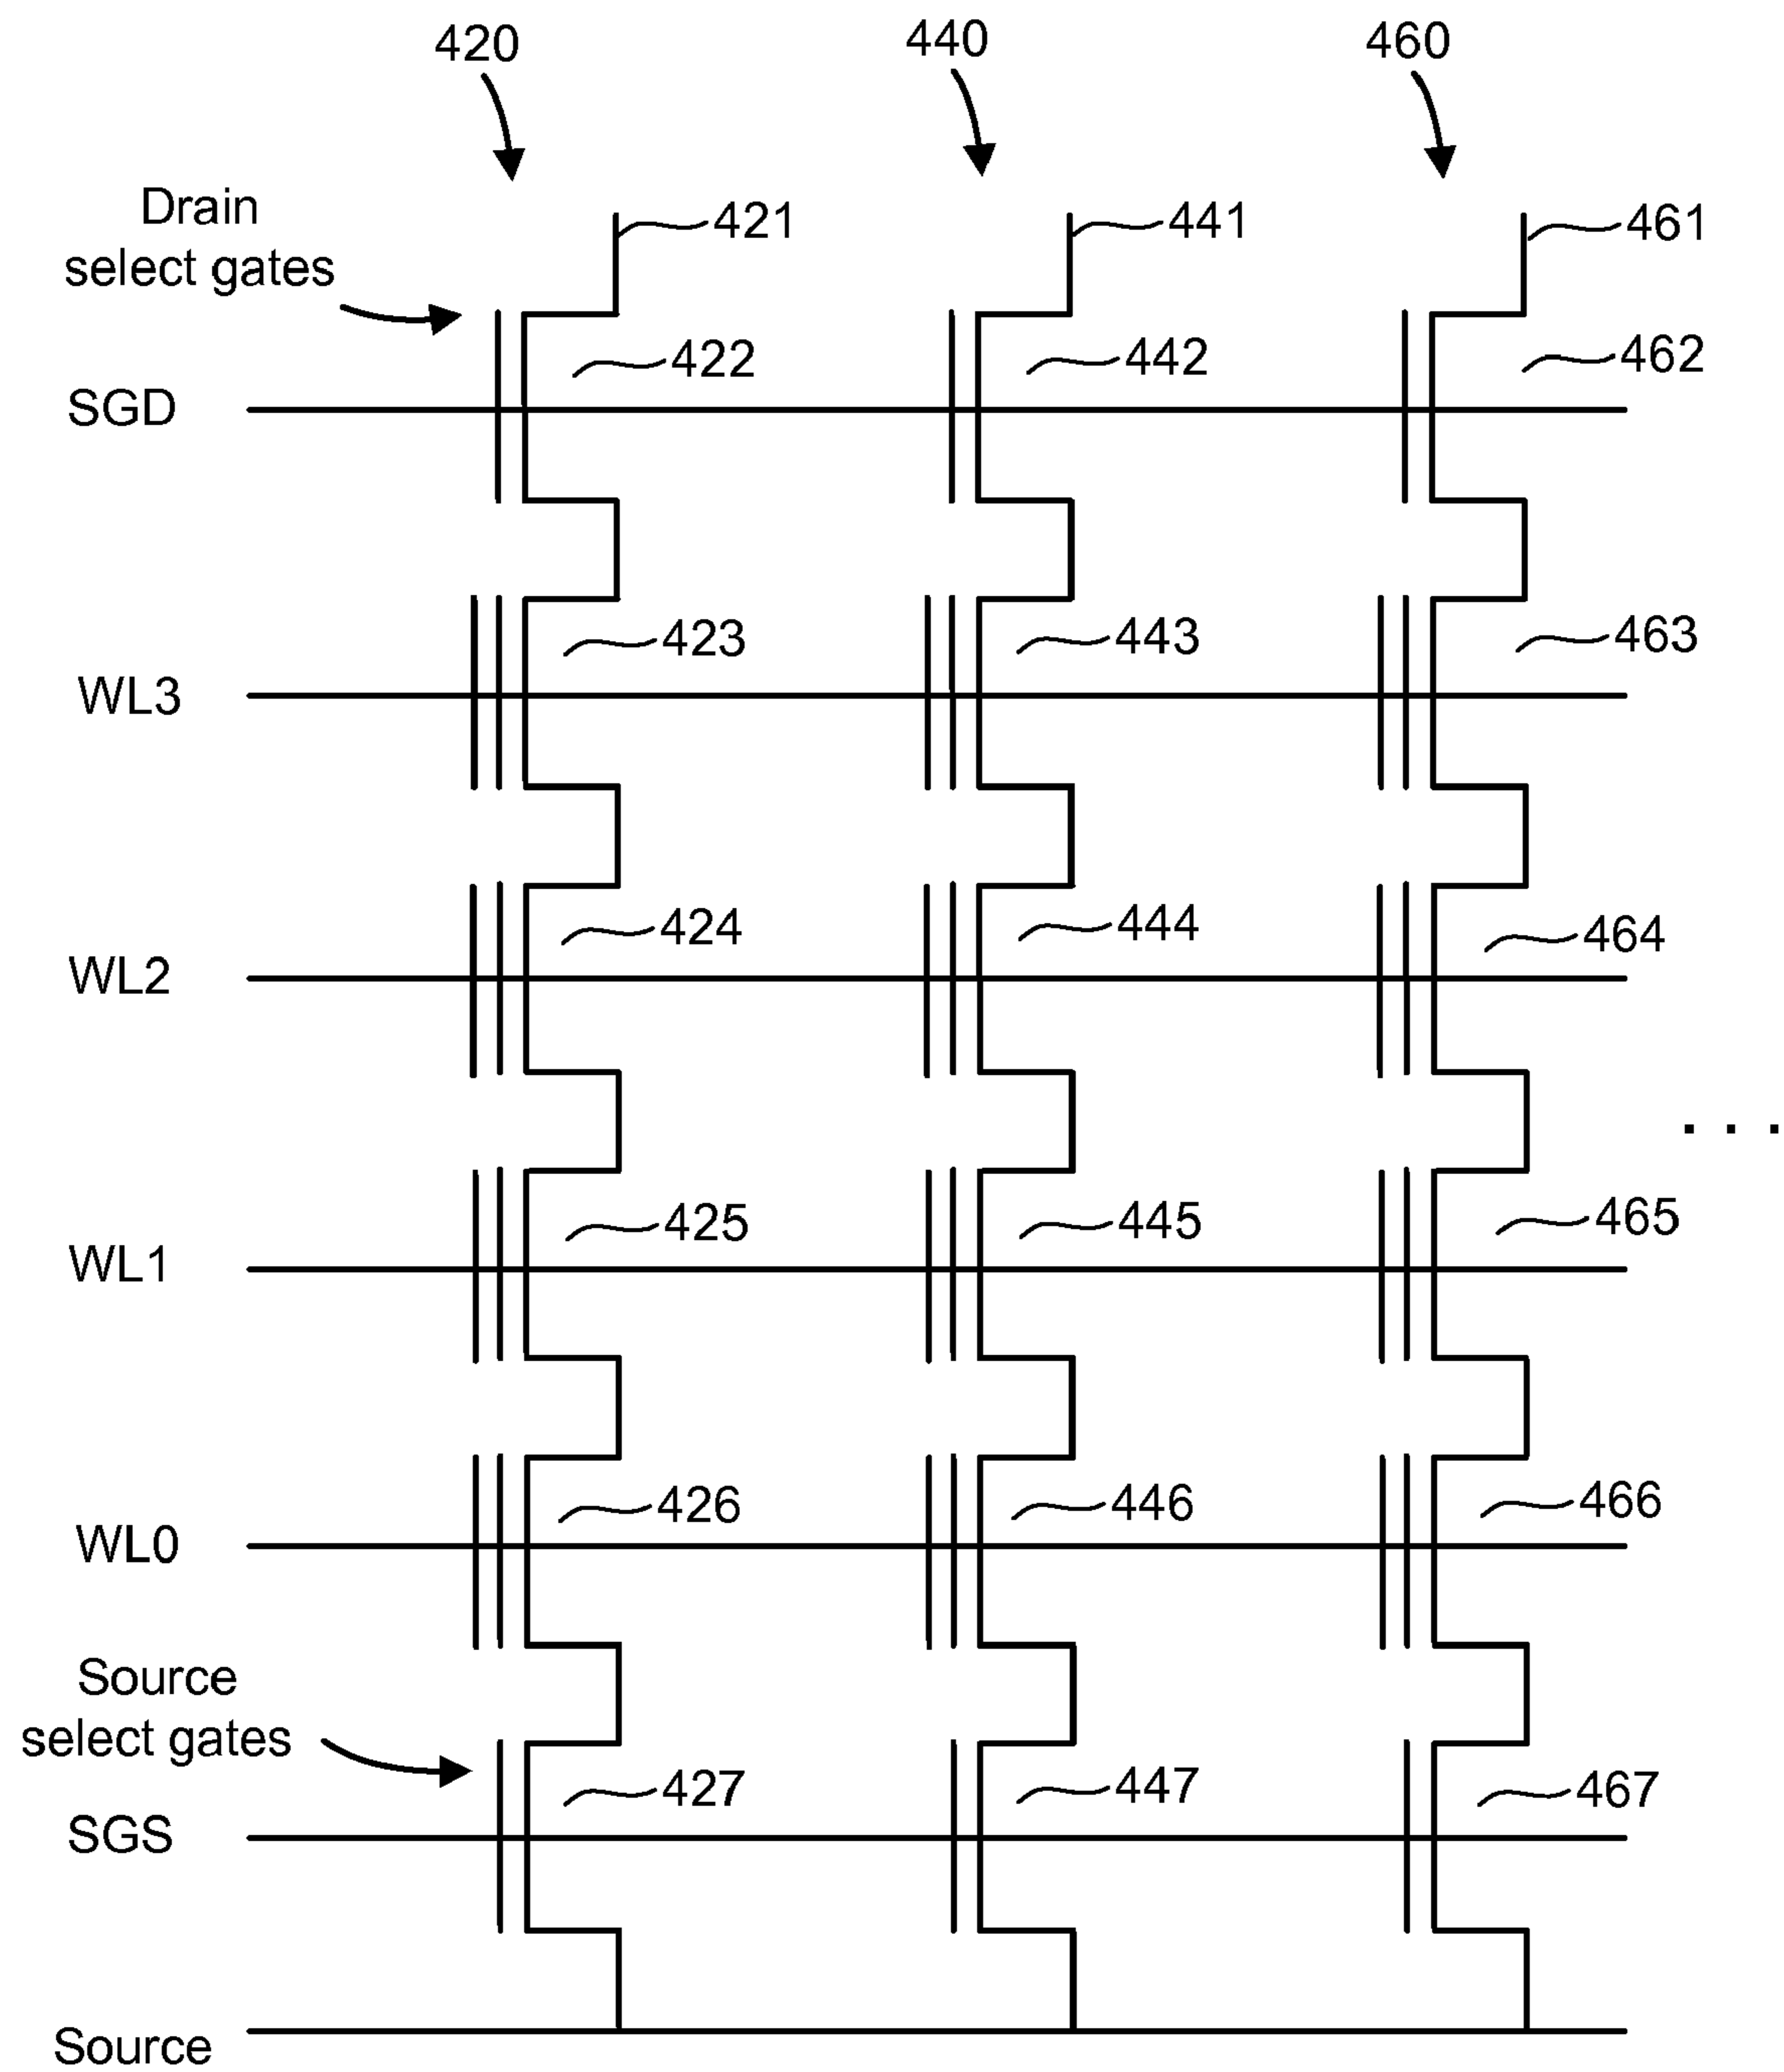 420 440 460
Drain
select gates
421 441 461
422 442 462
SGD
423 443 463
WL3
424 444 464
WL2
. . .
425 445 465
WL1
426 446 466
WL0
Source
select gates
427 447 467
SGS
Source